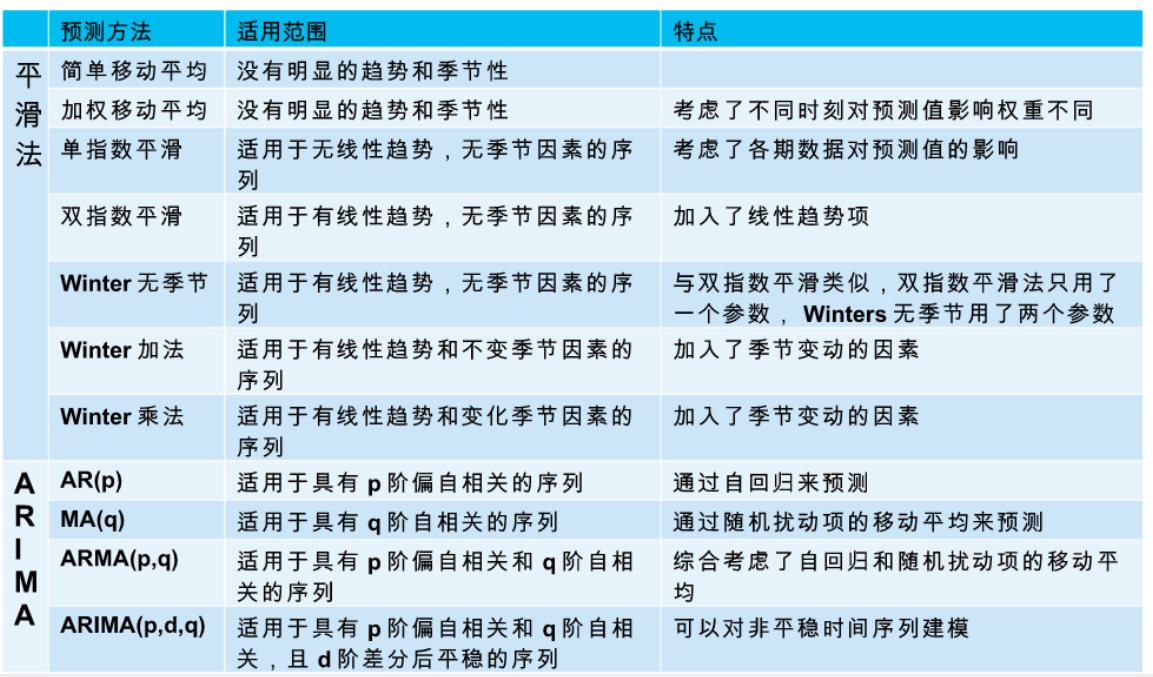 预测方法 适用范围 特点
平滑法
简单移动平均 没有明显的趋势和季节性
加权移动平均 没有明显的趋势和季节性 考虑了不同时刻对预测值影响权重不同
单指数平滑 适用于无线性趋势，无季节因素的序 考虑了各期数据对预测值的影响
列
双指数平滑 适用于有线性趋势，无季节因素的序 加入了线性趋势项
列
Winter 无季节 适用于有线性趋势，无季节因素的序 与双指数平滑类似，双指数平滑法只用了
列 一个参数， Winters 无季节用了两个参数
Winter 加法 适用于有线性趋势和不变季节因素的 加入了季节变动的因素
序列
Winter 乘法 适用于有线性趋势和变化季节因素的 加入了季节变动的因素
序列
ARIMA
AR(p) 适用于具有 p 阶偏自相关的序列 通过自回归来预测
MA(q) 适用于具有 q 阶自相关的序列 通过随机扰动项的移动平均来预测
ARMA(p,q) 适用于具有 p 阶偏自相关和 q 阶自相 综合考虑了自回归和随机扰动项的移动平
关的序列 均
ARIMA(p,d,q) 适用于具有 p 阶偏自相关和 q 阶自相 可以对非平稳时间序列建模
关，且 d 阶差分后平稳的序列